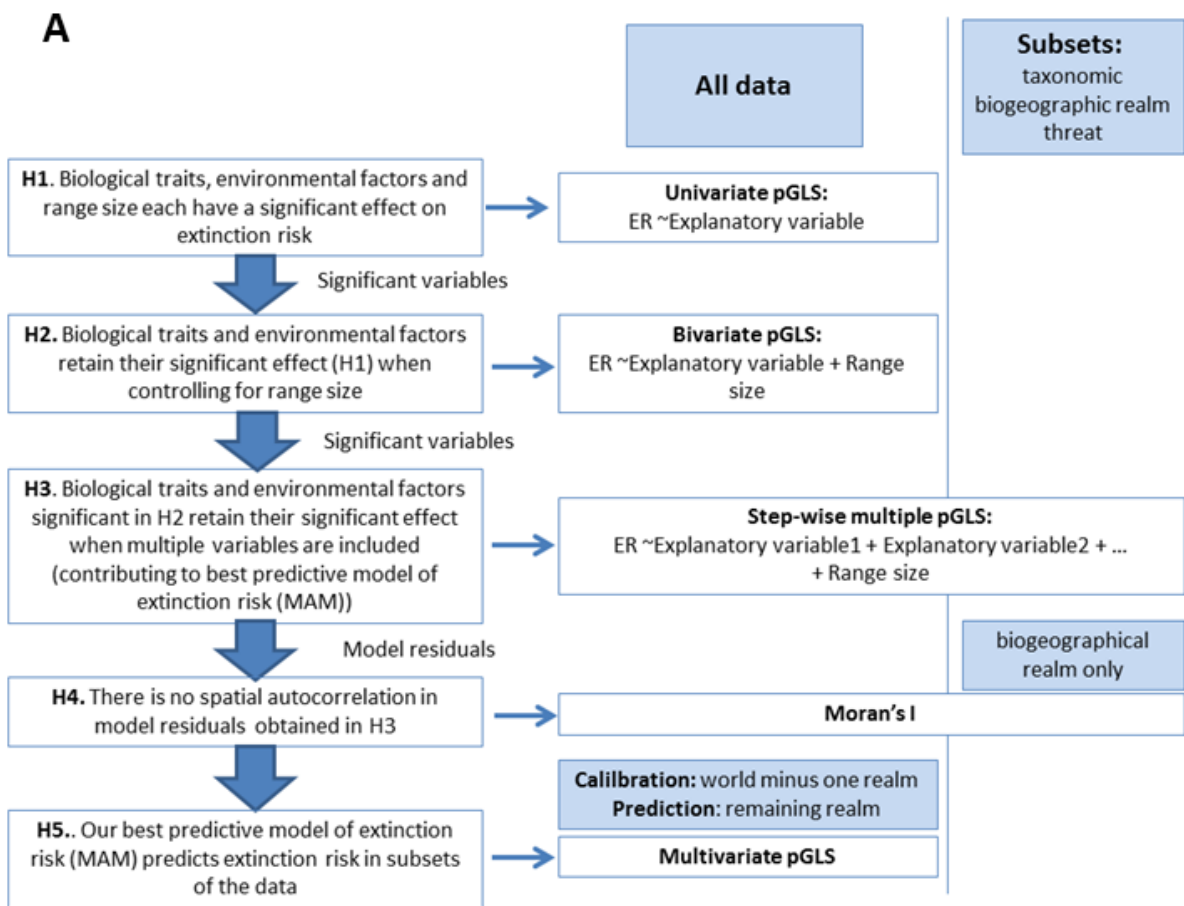 A
All data
Subsets:
taxonomic
biogeographic realm
threat
H1. Biological traits, environmental factors and
range size each have a significant effect on
extinction risk
Univariate pGLS:
ER ~Explanatory variable
Significant variables
H2. Biological traits and environmental factors
retain their significant effect (H1) when
controlling for range size
Bivariate pGLS:
ER ~Explanatory variable + Range
size
Significant variables
H3. Biological traits and environmental factors
significant in H2 retain their significant effect
when multiple variables are included
(contributing to best predictive model of
extinction risk (MAM))
Step-wise multiple pGLS:
ER ~Explanatory variable1 + Explanatory variable2 + ...
+ Range size
Model residuals
biogeographical
realm only
H4. There is no spatial autocorrelation in
model residuals obtained in H3
Moran's I
Calilbration: world minus one realm
Prediction: remaining realm
H5.. Our best predictive model of extinction
risk (MAM) predicts extinction risk in subsets
of the data
Multivariate pGLS